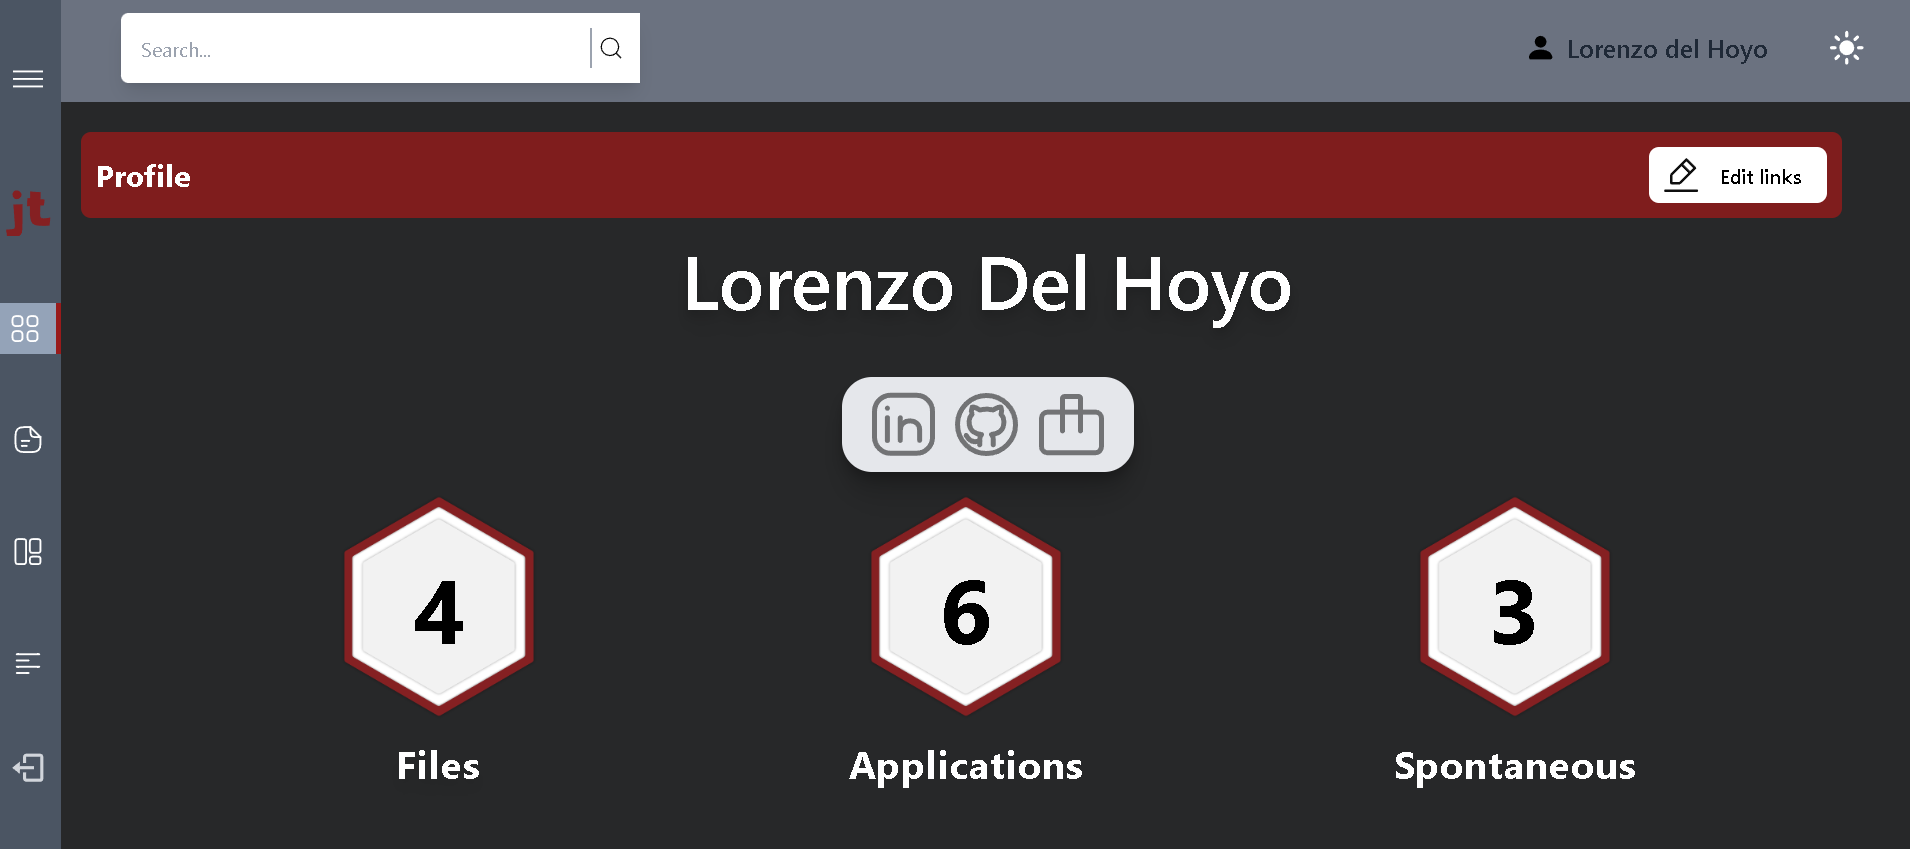 Search...
Lorenzo del Hoyo
jt
Profile
Edit links
Lorenzo Del Hoyo
in
4
6
3
Files
Applications
Spontaneous